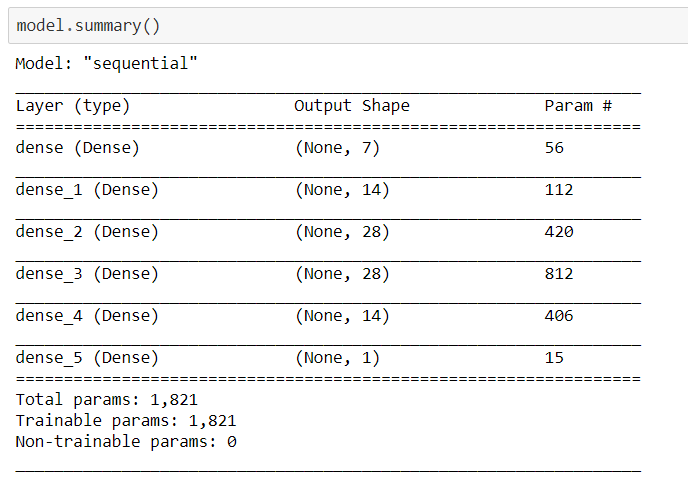 model.summary()
Model: "sequential"
_________________________________________________________________
Layer (type)                 Output Shape              Param #
=================================================================
dense (Dense)                (None, 7)                 56
_________________________________________________________________
dense_1 (Dense)              (None, 14)                112
_________________________________________________________________
dense_2 (Dense)              (None, 28)                420
_________________________________________________________________
dense_3 (Dense)              (None, 28)                812
_________________________________________________________________
dense_4 (Dense)              (None, 14)                406
_________________________________________________________________
dense_5 (Dense)              (None, 1)                 15
=================================================================
Total params: 1,821
Trainable params: 1,821
Non-trainable params: 0
_________________________________________________________________